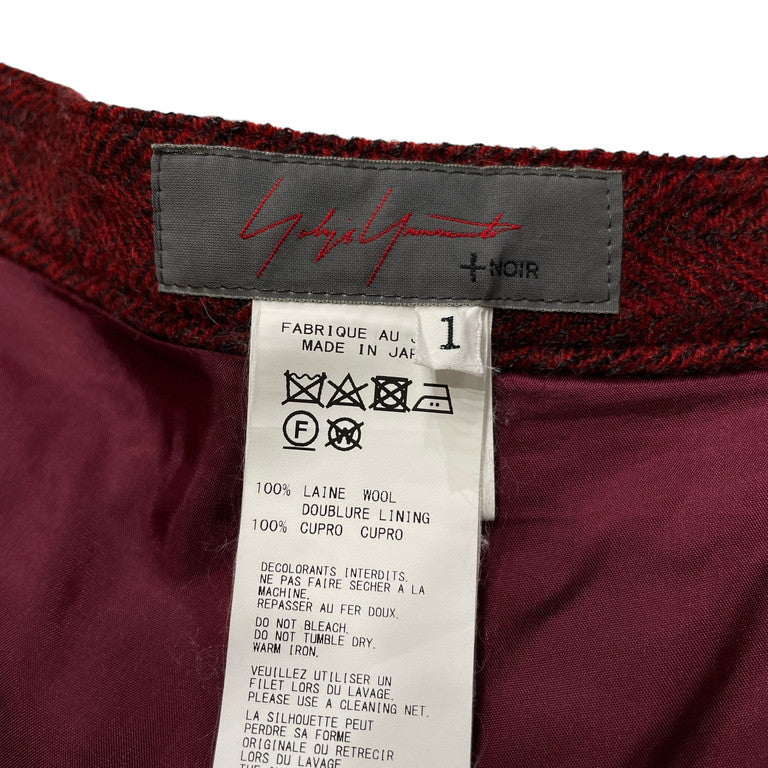 Yohji Yamamoto
+NOIR
1
FABRIQUE AU
MADE IN
F
W
100% LAINE WOOL
DOUBLURE LINING
100% CUPRO CUPRO
DECOLORANTS INTERDITS.
NE PAS FAIRE SECHER A LA
MACHINE.
REPASSER AU FER DOUX.
DO NOT BLEACH.
DO NOT TUMBLE DRY.
WARM IRON.
VEUILLEZ UTILISER UN
FILET LORS DU LAVAGE.
PLEASE USE A CLEANING NET.
LA SILHOUETTE PEUT
PERDRE SA FORME
ORIGINALE OU RETRECIR
LORS DU LAVAGE